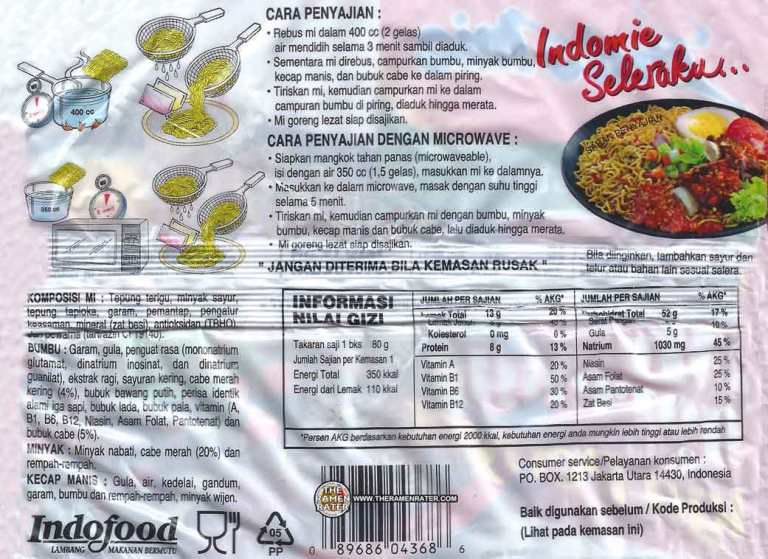 CARA PENYAJIAN :
• Rebus mi dalam 400 cc (2 gelas)
air mendidih selama 3 menit sambil diaduk.
• Sementara mi direbus, campurkan bumbu, minyak bumbu,
kecap manis, dan bubuk cabe ke dalam piring.
• Tiriskan mi, kemudian campurkan mi ke dalam
campuran bumbu di piring, diaduk hingga merata.
• Mi goreng lezat siap disajikan.
400 cc
Indomie
Seleraku..
SARAN PENYAJIAN
CARA PENYAJIAN DENGAN MICROWAVE :
• Siapkan mangkok tahan panas (microwaveable),
isi dengan air 350 cc (1,5 gelas), masukkan mi ke dalamnya.
• Masukkan ke dalam microwave, masak dengan suhu tinggi
selama 5 menit.
• Tiriskan mi, kemudian campurkan mi dengan bumbu, minyak
bumbu, kecap manis dan bubuk cabe, lalu diaduk hingga merata.
• Mi goreng lezat siap disajikan.
350 cc
" JANGAN DITERIMA BILA KEMASAN RUSAK "
Bila diinginkan, tambahkan sayur dan
telur atau bahan lain sesuai selera.
KOMPOSISI MI : Tepung terigu, minyak sayur,
tepung tapioka, garam, pemantap, pengatur
keasaman, mineral (zat besi), antioksidan (TBHQ)
dan pewarna (tartrazin CI 19140).
BUMBU : Garam, gula, penguat rasa (mononatrium
glutamat, dinatrium inosinat, dan dinatrium
guanilat), ekstrak ragi, sayuran kering, cabe merah
kering (4%), bubuk bawang putih, perisa identik
alami iga sapi, bubuk lada, bubuk pala, vitamin (A,
B1, B6, B12, Niasin, Asam Folat, Pantotenat) dan
bubuk cabe (5%).
MINYAK : Minyak nabati, cabe merah (20%) dan
rempah-rempah.
KECAP MANIS : Gula, air, kedelai, gandum,
garam, bumbu dan rempah-rempah, minyak wijen.
INFORMASI
NILAI GIZI
Takaran saji 1 bks 80 g
Jumlah Sajian per Kemasan 1
Energi Total 350 kkal
Energi dari Lemak 110 kkal
JUMLAH PER SAJIAN % AKG*
Lemak Total 13 g 20 %
Lemak Jenuh
Kolesterol 0 mg 0 %
Protein 8 g 13 %
Vitamin A 20 %
Vitamin B1 50 %
Vitamin B6 30 %
Vitamin B12 20 %
JUMLAH PER SAJIAN % AKG*
Karbohidrat Total 52 g 17 %
Serat Pangan 10 %
Gula 5 g
Natrium 1030 mg 45 %
Niasin 25 %
Asam Folat 25 %
Asam Pantotenat 10 %
Zat Besi 15 %
*Persen AKG berdasarkan kebutuhan energi 2000 kkal, kebutuhan energi anda mungkin lebih tinggi atau lebih rendah
Consumer service/Pelayanan konsumen :
PO. BOX. 1213 Jakarta Utara 14430, Indonesia
Baik digunakan sebelum / Kode Produksi :
(Lihat pada kemasan ini)
Indofood
LAMBANG MAKANAN BERMUTU
05
PP
THE
RAMEN
RATER
WWW.THERAMENRATER.COM
0 89686 04368 6